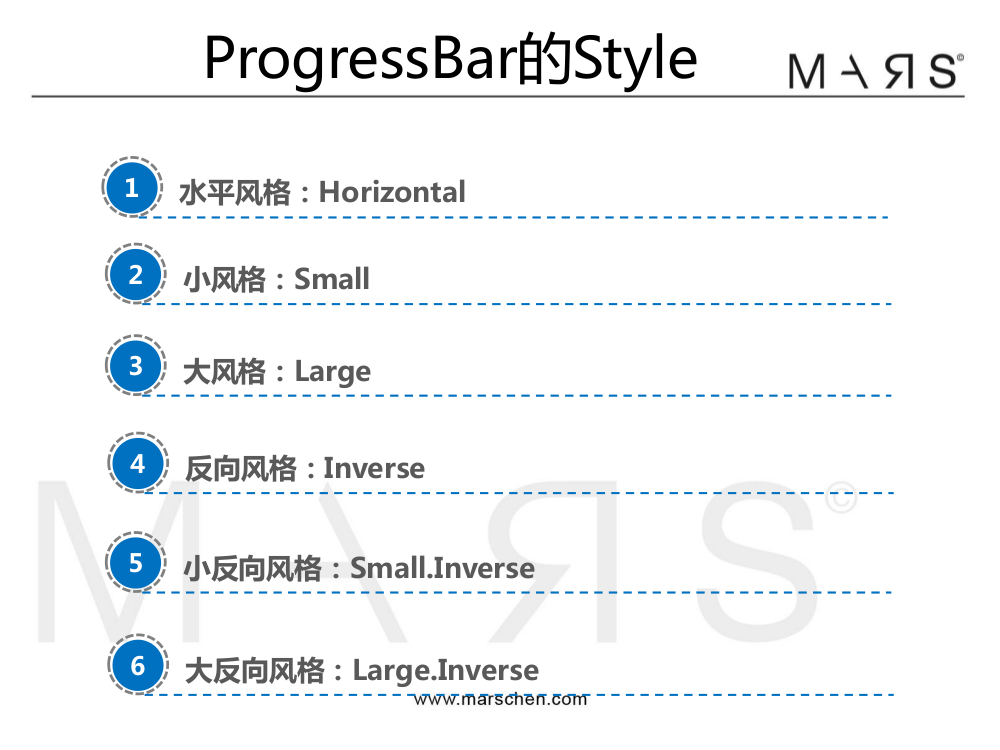 ProgressBar的Style
MARS©
1 水平风格：Horizontal
2 小风格：Small
3 大风格：Large
4 反向风格：Inverse
5 小反向风格：Small.Inverse
6 大反向风格：Large.Inverse
MARS©
www.marschen.com